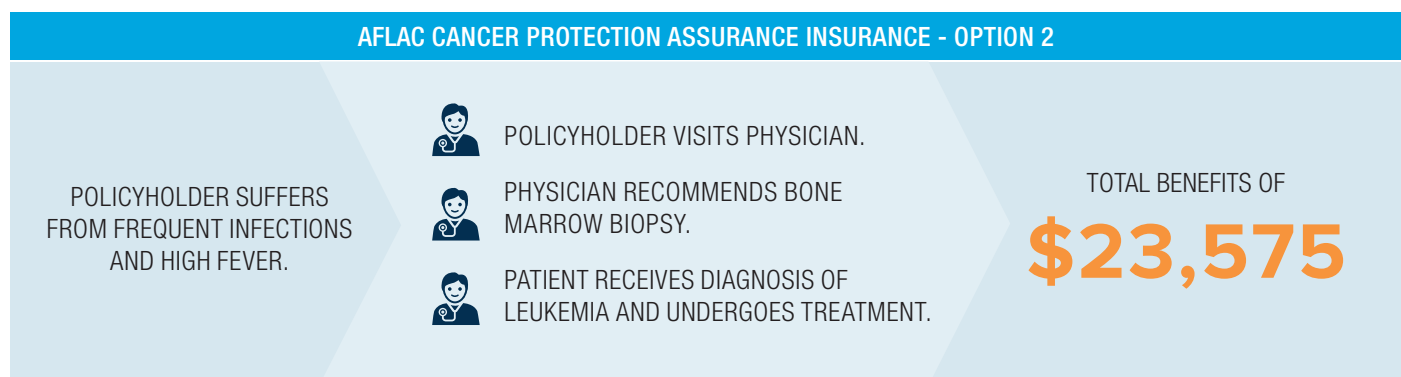 AFLAC CANCER PROTECTION ASSURANCE INSURANCE - OPTION 2
POLICYHOLDER SUFFERS
FROM FREQUENT INFECTIONS
AND HIGH FEVER.
POLICYHOLDER VISITS PHYSICIAN.
PHYSICIAN RECOMMENDS BONE
MARROW BIOPSY.
PATIENT RECEIVES DIAGNOSIS OF
LEUKEMIA AND UNDERGOES TREATMENT.
TOTAL BENEFITS OF
$23,575